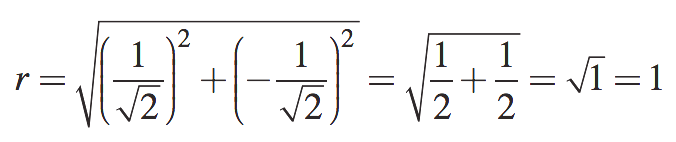 r = √((1/√2)² + (−1/√2)²) = √(1/2 + 1/2) = √1 = 1